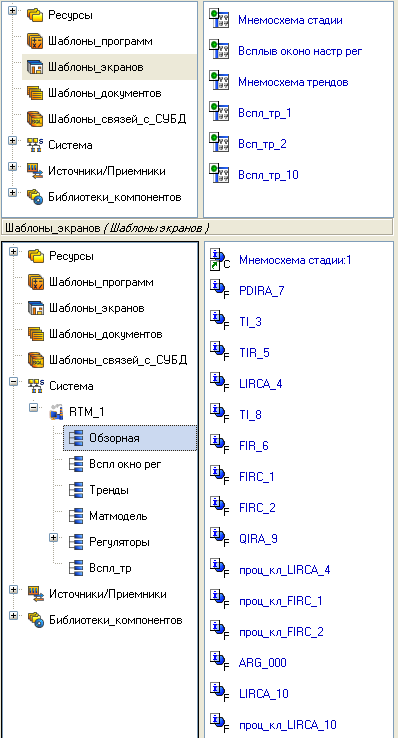 Ресурсы
Шаблоны_программ
Шаблоны_экранов
Шаблоны_документов
Шаблоны_связей_с_СУБД
Система
Источники/Приемники
Библиотеки_компонентов
Мнемосхема стадии
Всплыв оконо настр рег
Мнемосхема трендов
Вспл_тр_1
Всп_тр_2
Вспл_тр_10
Шаблоны_экранов { Шаблоны экранов }
Ресурсы
Шаблоны_программ
Шаблоны_экранов
Шаблоны_документов
Шаблоны_связей_с_СУБД
Система
RTM_1
Обзорная
Вспл окно рег
Тренды
Матмодель
Регуляторы
Вспл_тр
Источники/Приемники
Библиотеки_компонентов
Мнемосхема стадии:1
PDIRA_7
TI_3
TIR_5
LIRCA_4
TI_8
FIR_6
FIRC_1
FIRC_2
QIRA_9
проц_кл_LIRCA_4
проц_кл_FIRC_1
проц_кл_FIRC_2
ARG_000
LIRCA_10
проц_кл_LIRCA_10